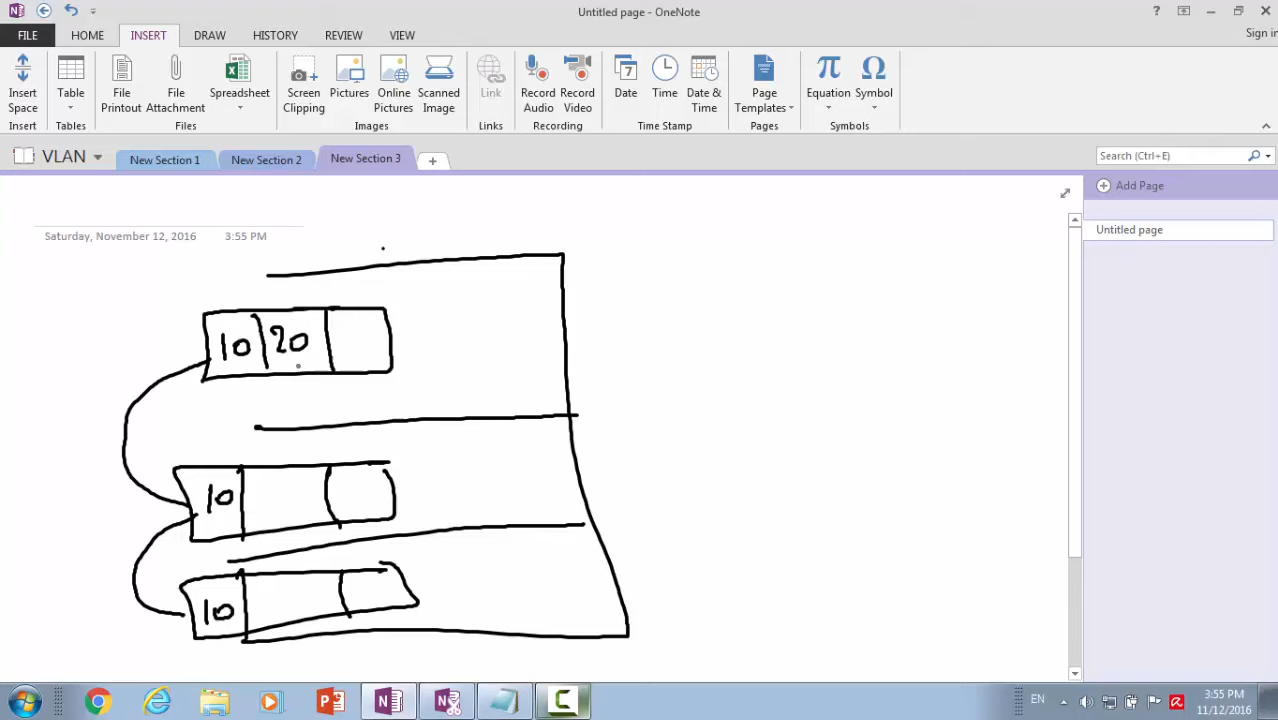 Untitled page - OneNote
?
FILE HOME INSERT DRAW HISTORY REVIEW VIEW
Sign in
Insert Space
Table
File Printout
File Attachment
Spreadsheet
Screen Clipping
Pictures
Online Pictures
Scanned Image
Link
Record Audio
Record Video
Date
Time
Date & Time
Page Templates
Equation
Symbol
Insert Tables Files Images Links Recording Time Stamp Pages Symbols
VLAN New Section 1 New Section 2 New Section 3
Search (Ctrl+E)
Add Page
Untitled page
Saturday, November 12, 2016 3:55 PM
10 20
10
10
EN
3:55 PM
11/12/2016